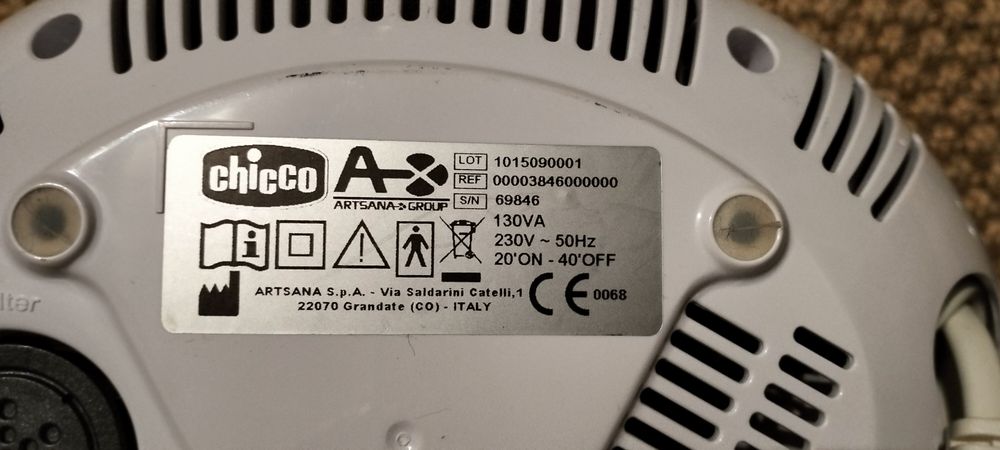 chicco
ARTSANA GROUP
LOT 1015090001
REF 00003846000000
S/N 69846
130VA
230V ~ 50Hz
20'ON - 40'OFF
i
ARTSANA S.p.A. - Via Saldarini Catelli,1
22070 Grandate (CO) - ITALY
CE 0068